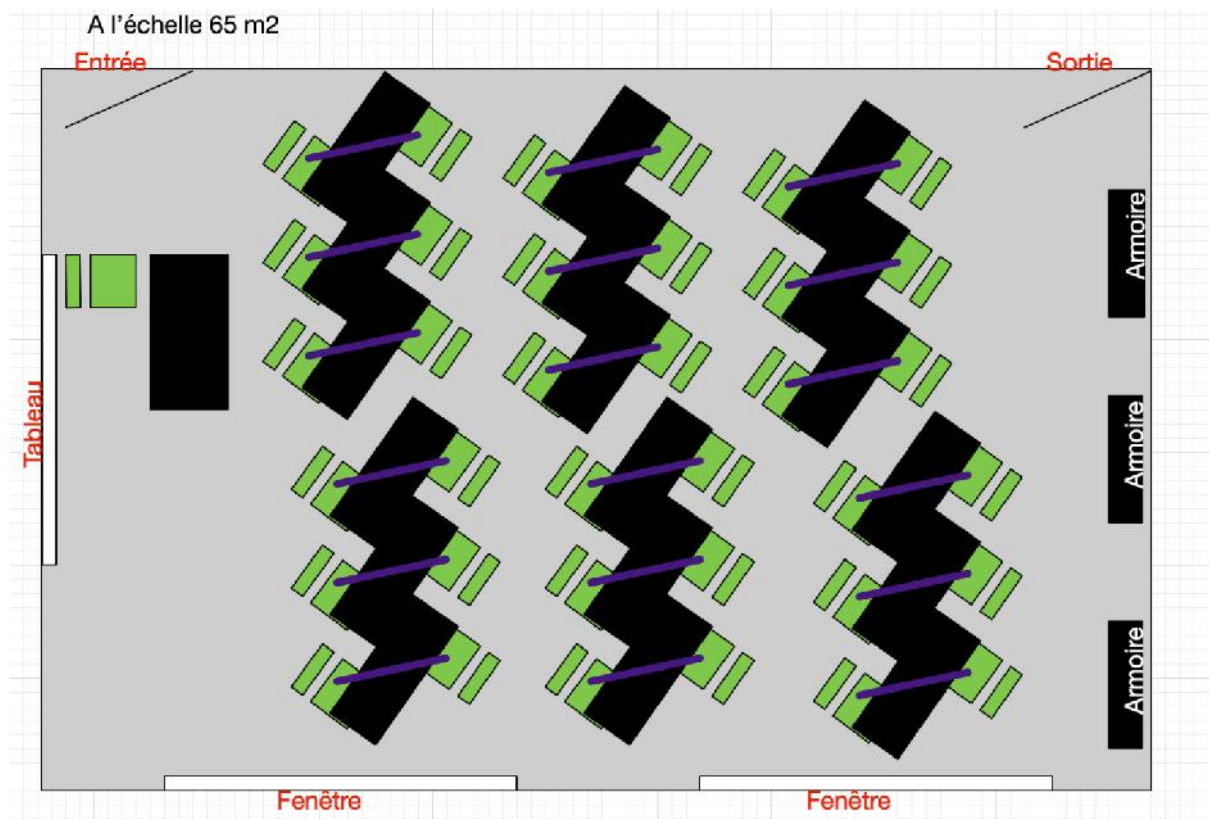 A l'échelle 65 m2
Entrée
Sortie
Armoire
Tableau
Armoire
Armoire
Fenêtre
Fenêtre